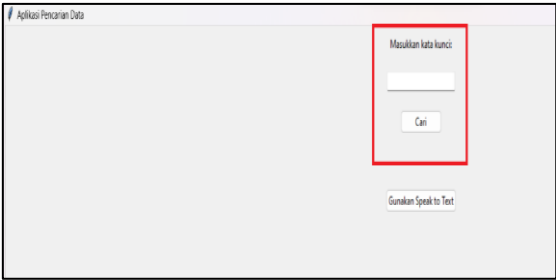 Aplikasi Pencarian Data
Masukkan kata kunci:
Cari
Gunakan Speak to Text